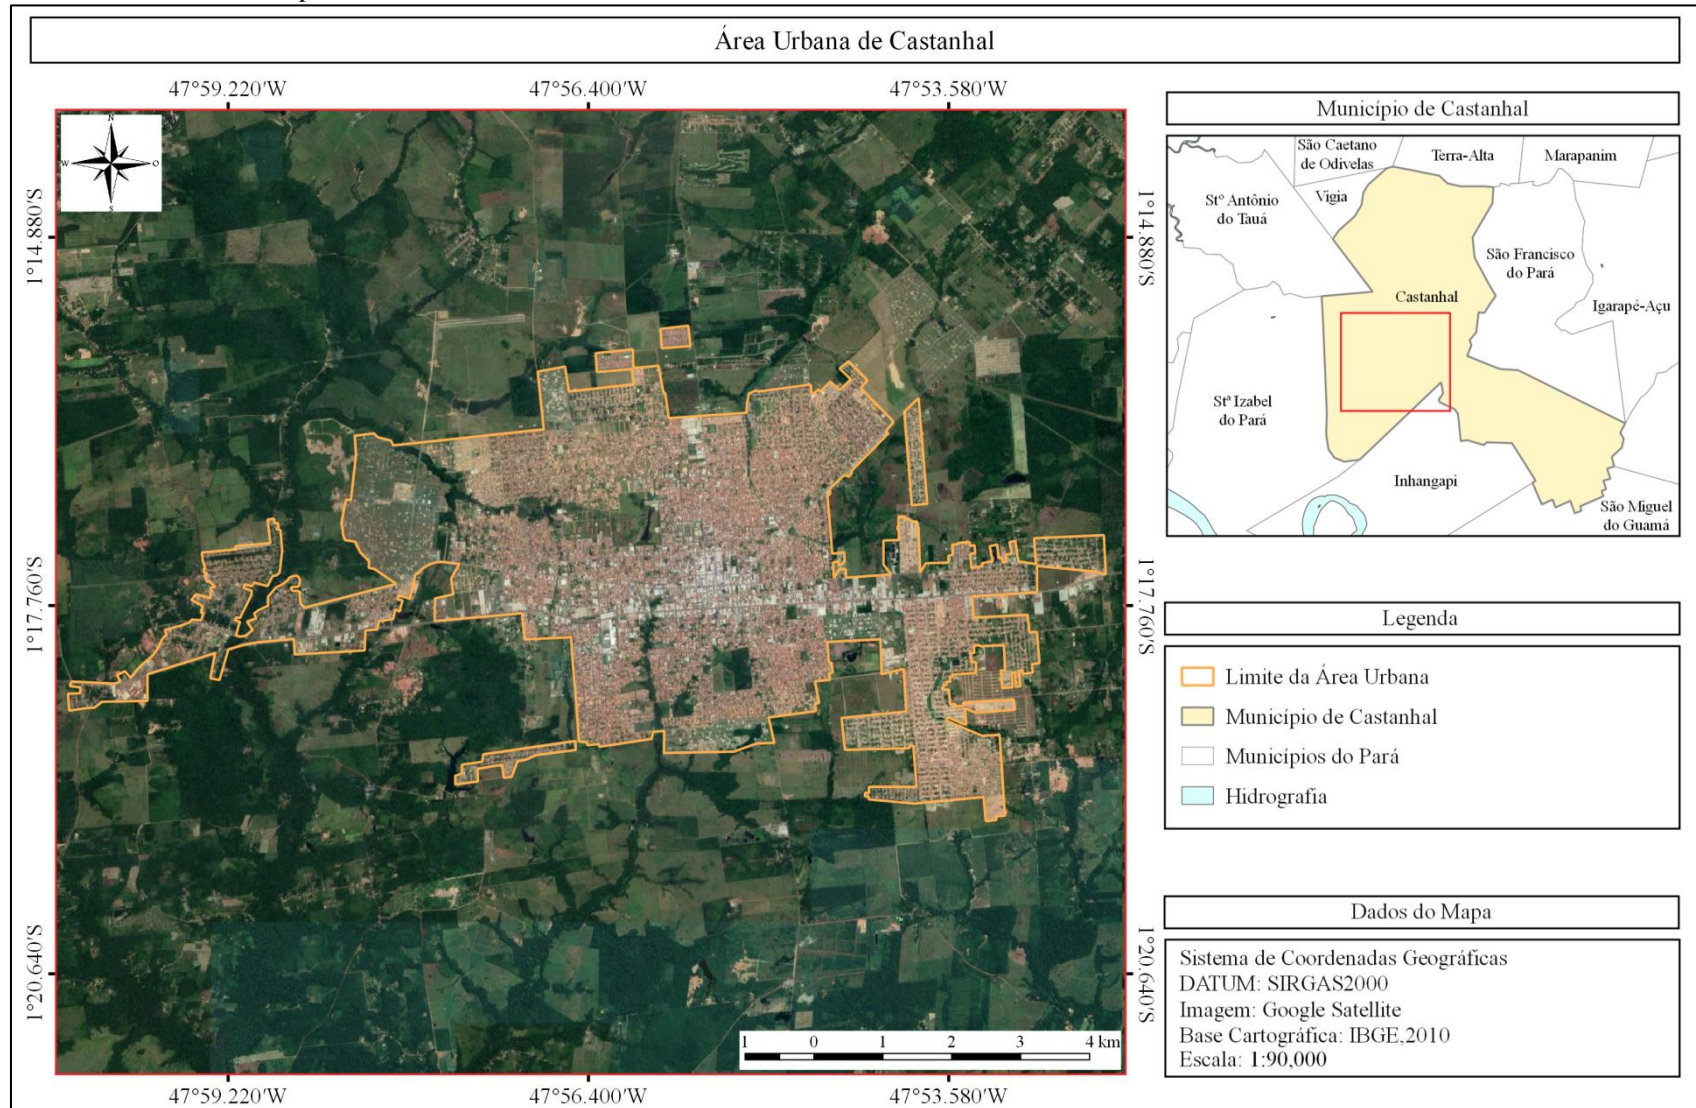 Área Urbana de Castanhal
47°59.220'W
47°56.400'W
47°53.580'W
N
W
O
S
1°14.880'S
1°17.760'S
1°20.640'S
1°14.880'S
1°17.760'S
1°20.640'S
1 0 1 2 3 4 km
47°59.220'W
47°56.400'W
47°53.580'W
Município de Castanhal
São Caetano
de Odivelas
Terra-Alta
Marapanim
Vigia
Stº Antônio
do Tauá
São Francisco
do Pará
Castanhal
Igarapé-Açu
Stª Izabel
do Pará
Inhangapi
São Miguel
do Guamá
Legenda
Limite da Área Urbana
Município de Castanhal
Municípios do Pará
Hidrografia
Dados do Mapa
Sistema de Coordenadas Geográficas
DATUM: SIRGAS2000
Imagem: Google Satellite
Base Cartográfica: IBGE,2010
Escala: 1:90,000